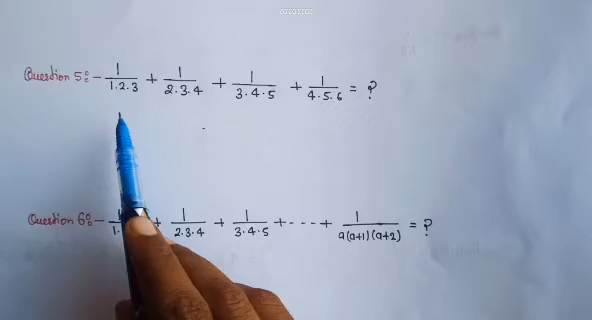 Question 5:- 1/1.2.3 + 1/2.3.4 + 1/3.4.5 + 1/4.5.6 = ?
Question 6:- 1. + 1/2.3.4 + 1/3.4.5 + ---- + 1/a(a+1)(a+2) = ?